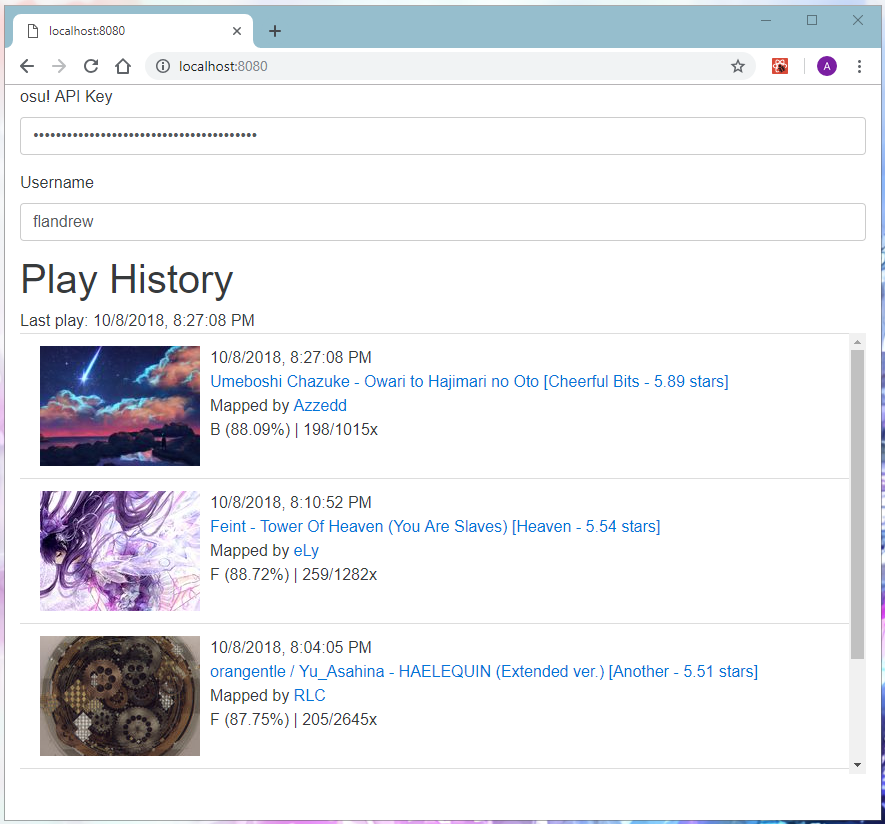 localhost:8080
localhost:8080
A
osu! API Key
••••••••••••••••••••••••••••••••••••••••
Username
flandrew
Play History
Last play: 10/8/2018, 8:27:08 PM
10/8/2018, 8:27:08 PM
Umeboshi Chazuke - Owari to Hajimari no Oto [Cheerful Bits - 5.89 stars]
Mapped by Azzedd
B (88.09%) | 198/1015x
10/8/2018, 8:10:52 PM
Feint - Tower Of Heaven (You Are Slaves) [Heaven - 5.54 stars]
Mapped by eLy
F (88.72%) | 259/1282x
10/8/2018, 8:04:05 PM
orangentle / Yu_Asahina - HAELEQUIN (Extended ver.) [Another - 5.51 stars]
Mapped by RLC
F (87.75%) | 205/2645x